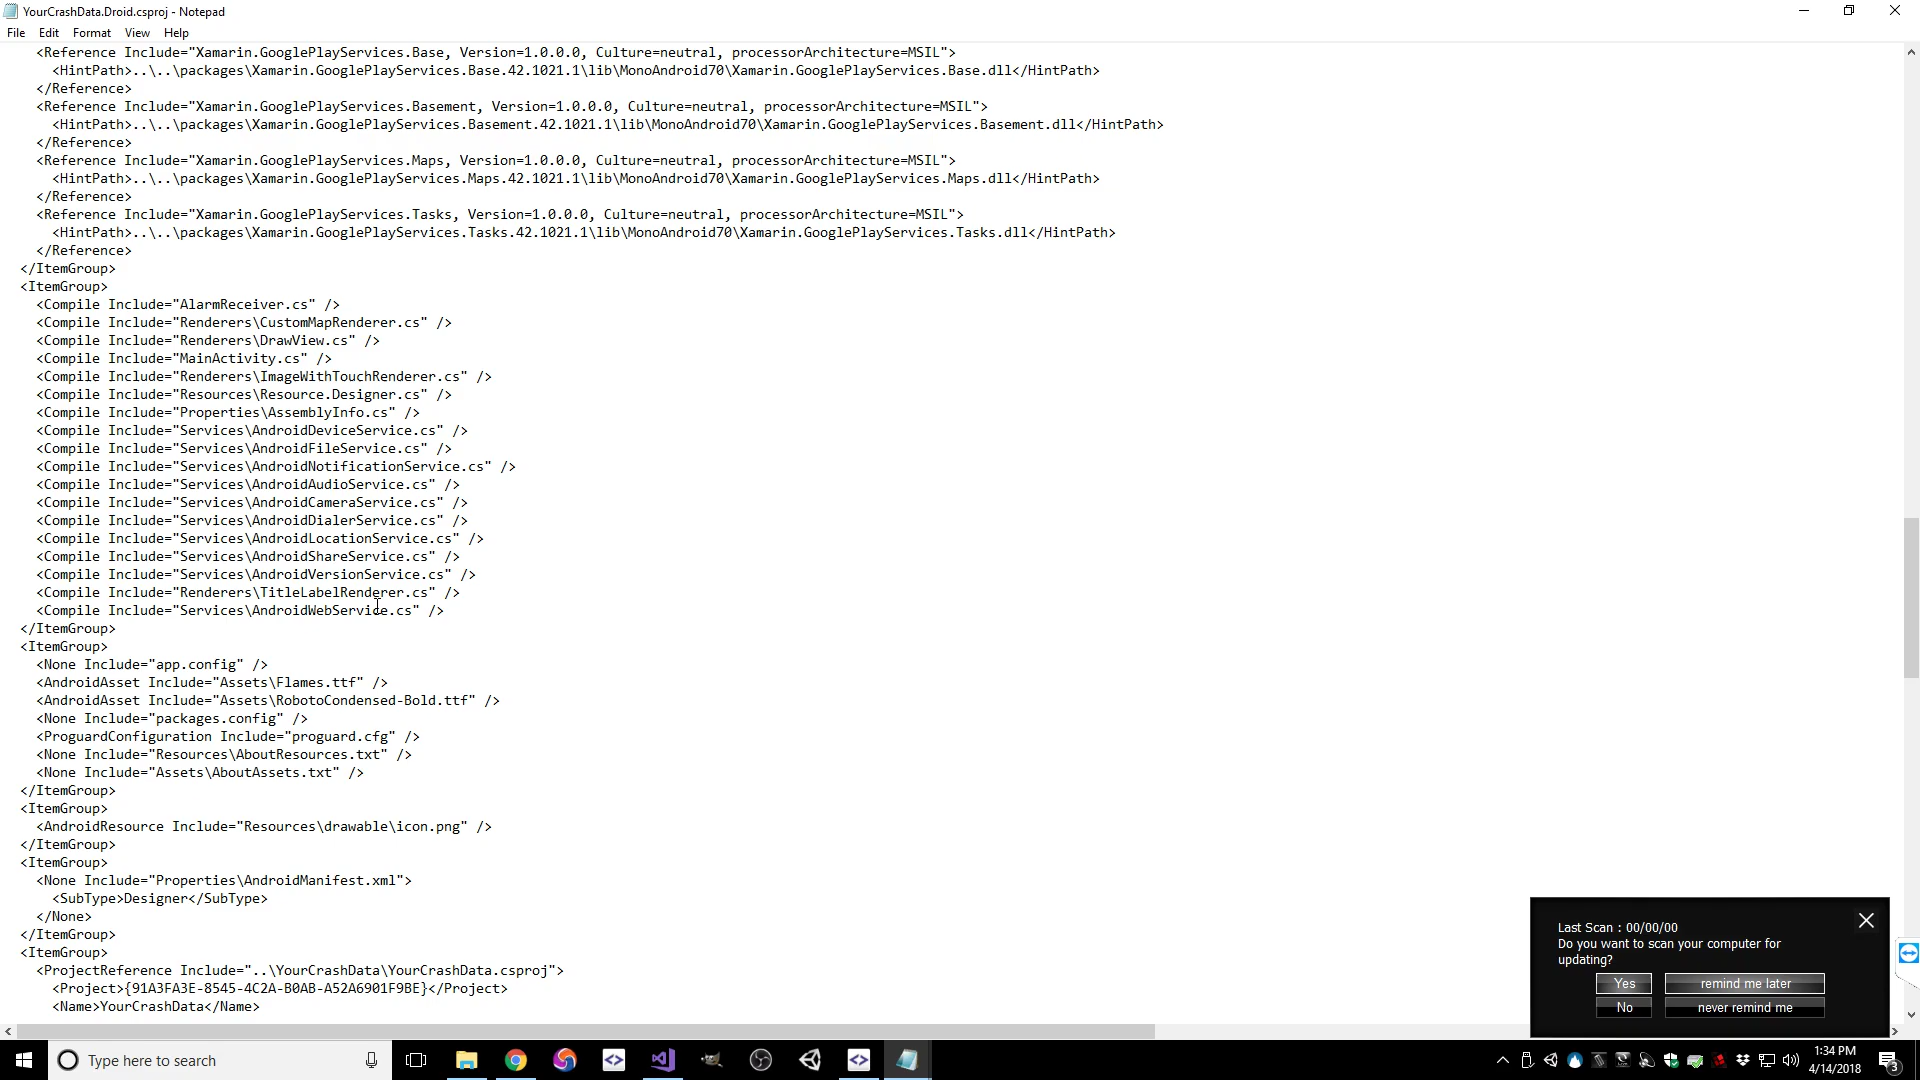 YourCrashData.Droid.csproj - Notepad
File Edit Format View Help
<Reference Include="Xamarin.GooglePlayServices.Base, Version=1.0.0.0, Culture=neutral, processorArchitecture=MSIL">
<HintPath>..\..\packages\Xamarin.GooglePlayServices.Base.42.1021.1\lib\MonoAndroid70\Xamarin.GooglePlayServices.Base.dll</HintPath>
</Reference>
<Reference Include="Xamarin.GooglePlayServices.Basement, Version=1.0.0.0, Culture=neutral, processorArchitecture=MSIL">
<HintPath>..\..\packages\Xamarin.GooglePlayServices.Basement.42.1021.1\lib\MonoAndroid70\Xamarin.GooglePlayServices.Basement.dll</HintPath>
</Reference>
<Reference Include="Xamarin.GooglePlayServices.Maps, Version=1.0.0.0, Culture=neutral, processorArchitecture=MSIL">
<HintPath>..\..\packages\Xamarin.GooglePlayServices.Maps.42.1021.1\lib\MonoAndroid70\Xamarin.GooglePlayServices.Maps.dll</HintPath>
</Reference>
<Reference Include="Xamarin.GooglePlayServices.Tasks, Version=1.0.0.0, Culture=neutral, processorArchitecture=MSIL">
<HintPath>..\..\packages\Xamarin.GooglePlayServices.Tasks.42.1021.1\lib\MonoAndroid70\Xamarin.GooglePlayServices.Tasks.dll</HintPath>
</Reference>
</ItemGroup>
<ItemGroup>
<Compile Include="AlarmReceiver.cs" />
<Compile Include="Renderers\CustomMapRenderer.cs" />
<Compile Include="Renderers\DrawView.cs" />
<Compile Include="MainActivity.cs" />
<Compile Include="Renderers\ImageWithTouchRenderer.cs" />
<Compile Include="Resources\Resource.Designer.cs" />
<Compile Include="Properties\AssemblyInfo.cs" />
<Compile Include="Services\AndroidDeviceService.cs" />
<Compile Include="Services\AndroidFileService.cs" />
<Compile Include="Services\AndroidNotificationService.cs" />
<Compile Include="Services\AndroidAudioService.cs" />
<Compile Include="Services\AndroidCameraService.cs" />
<Compile Include="Services\AndroidDialerService.cs" />
<Compile Include="Services\AndroidLocationService.cs" />
<Compile Include="Services\AndroidShareService.cs" />
<Compile Include="Services\AndroidVersionService.cs" />
<Compile Include="Renderers\TitleLabelRenderer.cs" />
<Compile Include="Services\AndroidWebService.cs" />
</ItemGroup>
<ItemGroup>
<None Include="app.config" />
<AndroidAsset Include="Assets\Flames.ttf" />
<AndroidAsset Include="Assets\RobotoCondensed-Bold.ttf" />
<None Include="packages.config" />
<ProguardConfiguration Include="proguard.cfg" />
<None Include="Resources\AboutResources.txt" />
<None Include="Assets\AboutAssets.txt" />
</ItemGroup>
<ItemGroup>
<AndroidResource Include="Resources\drawable\icon.png" />
</ItemGroup>
<ItemGroup>
<None Include="Properties\AndroidManifest.xml">
<SubType>Designer</SubType>
</None>
</ItemGroup>
<ItemGroup>
<ProjectReference Include="..\YourCrashData\YourCrashData.csproj">
<Project>{91A3FA3E-8545-4C2A-B0AB-A52A6901F9BE}</Project>
<Name>YourCrashData</Name>
Last Scan : 00/00/00
Do you want to scan your computer for
updating?
Yes remind me later
No never remind me
Type here to search
1:34 PM
4/14/2018
3